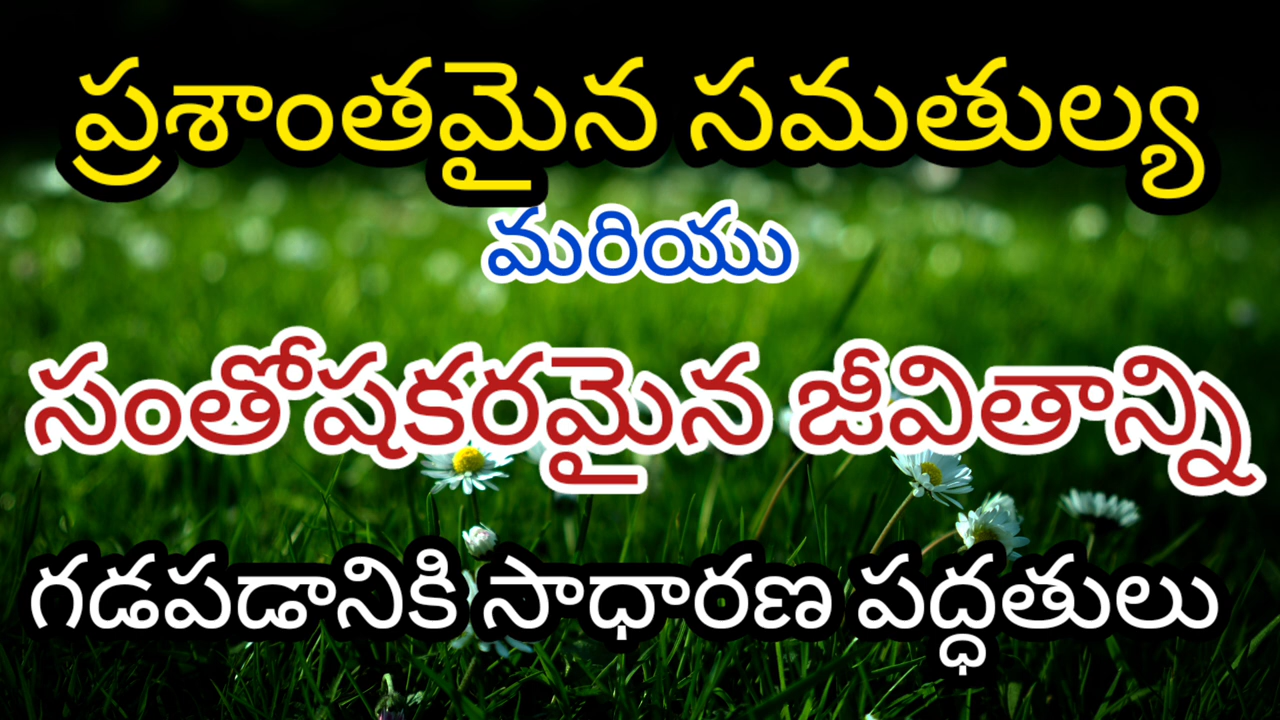 ప్రశాంతమైన సమతుల్య
మరియు
సంతోషకరమైన జీవితాన్ని
గడపడానికి సాధారణ పద్ధతులు